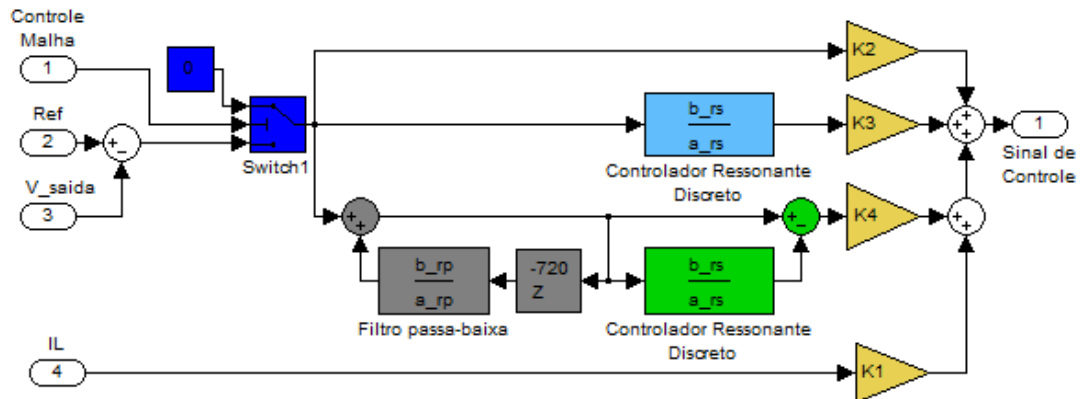 Controle
Malha
1
0
Ref
2
+
-
V_saida
3
Switch1
K2
b_rs
a_rs
Controlador Ressonante
Discreto
K3
+
+
+
1
Sinal de
Controle
+
+
b_rp
a_rp
Filtro passa-baixa
-720
Z
b_rs
a_rs
Controlador Ressonante
Discreto
+
-
K4
+
+
IL
4
K1